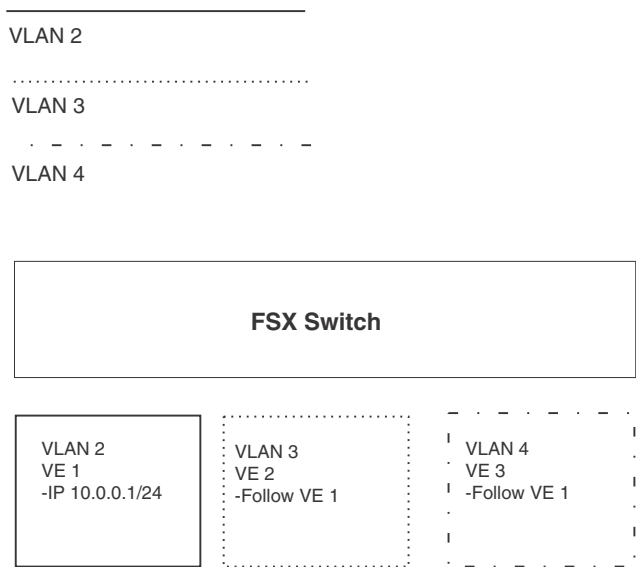 VLAN 2
VLAN 3
VLAN 4
FSX Switch
VLAN 2
VE 1
-IP 10.0.0.1/24
VLAN 3
VE 2
-Follow VE 1
VLAN 4
VE 3
-Follow VE 1